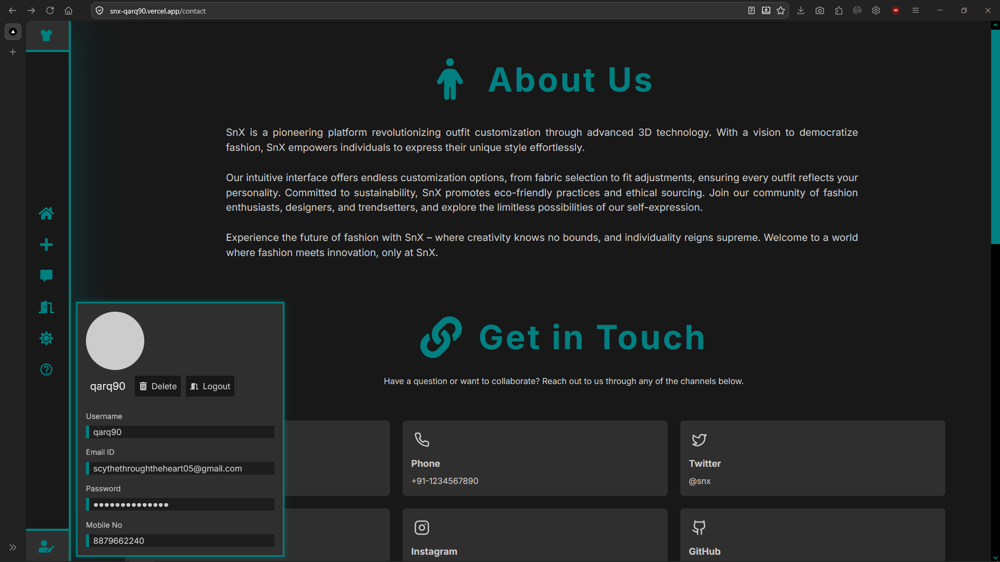 snx-qarq90.vercel.app/contact
About Us
SnX is a pioneering platform revolutionizing outfit customization through advanced 3D technology. With a vision to democratize
fashion, SnX empowers individuals to express their unique style effortlessly.
Our intuitive interface offers endless customization options, from fabric selection to fit adjustments, ensuring every outfit reflects your
personality. Committed to sustainability, SnX promotes eco-friendly practices and ethical sourcing. Join our community of fashion
enthusiasts, designers, and trendsetters, and explore the limitless possibilities of our self-expression.
Experience the future of fashion with SnX – where creativity knows no bounds, and individuality reigns supreme. Welcome to a world
where fashion meets innovation, only at SnX.
Get in Touch
Have a question or want to collaborate? Reach out to us through any of the channels below.
qarq90
Delete
Logout
Username
qarq90
Email ID
scythethroughtheheart05@gmail.com
Password
●●●●●●●●●●●●●●
Mobile No
8879662240
Phone
+91-1234567890
Twitter
@snx
Instagram
GitHub